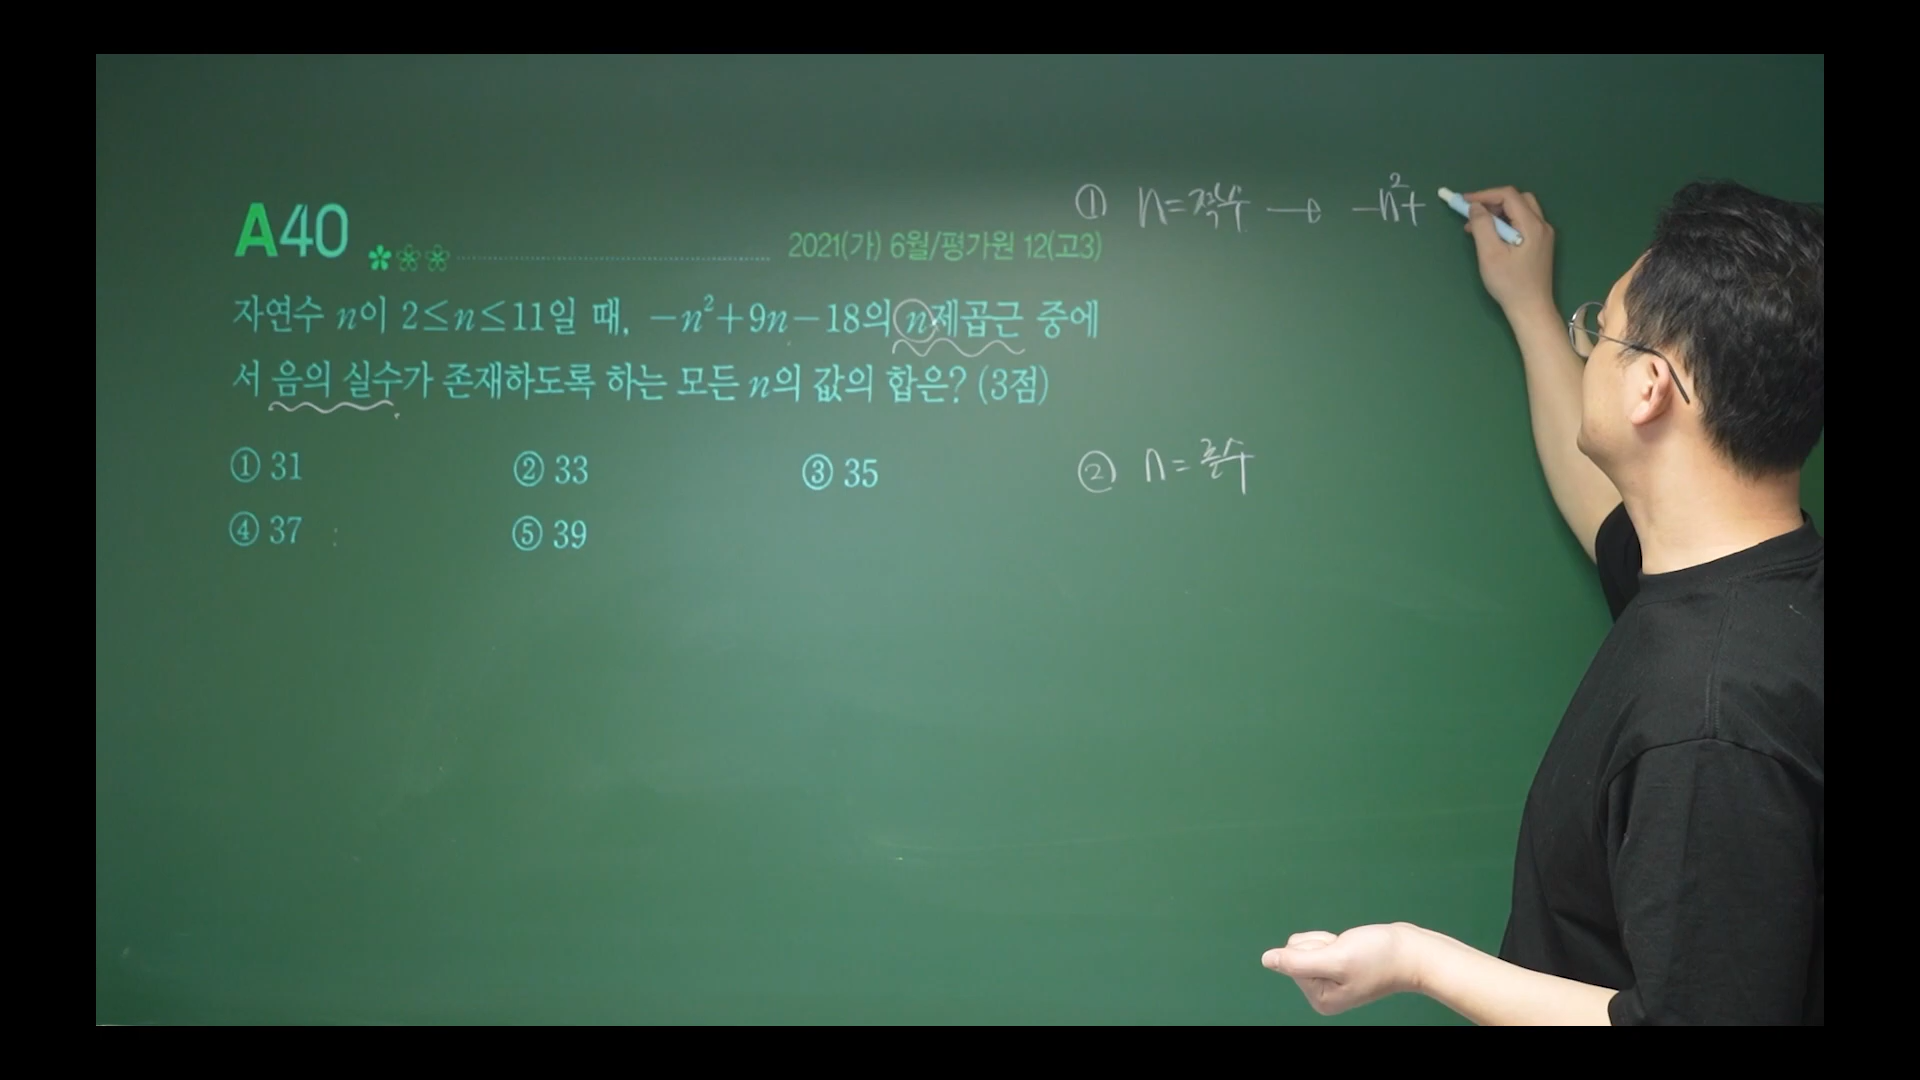 A40
2021(가) 6월/평가원 12(고3)
자연수 n이 2≤n≤11일 때, -n²+9n-18의 n제곱근 중에
서 음의 실수가 존재하도록 하는 모든 n의 값의 합은? (3점)
① 31 ② 33 ③ 35
④ 37 ⑤ 39
① n=짝수 → -n²+
② n=홀수